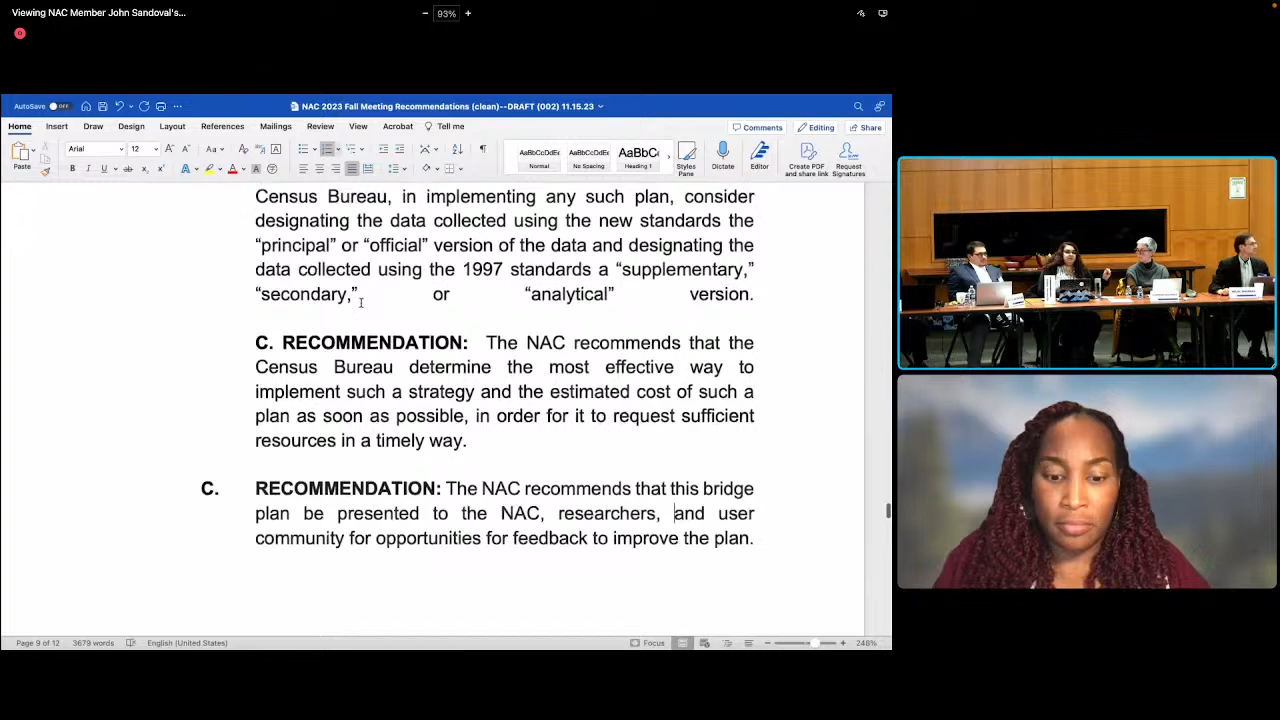 Viewing NAC Member John Sandoval's...
93%
AutoSave OFF
NAC 2023 Fall Meeting Recommendations (clean)--DRAFT (002) 11.15.23
Home Insert Draw Design Layout References Mailings Review View Acrobat Tell me
Comments Editing Share
Paste
Arial 12
AaBbCcDdEe AaBbCcDdEe AaBbC
Normal No Spacing Heading 1
Styles Pane
Dictate
Editor
Create PDF and share link
Request Signatures
Census Bureau, in implementing any such plan, consider
designating the data collected using the new standards the
“principal” or “official” version of the data and designating the
data collected using the 1997 standards a “supplementary,”
“secondary,” or “analytical” version.
C. RECOMMENDATION: The NAC recommends that the
Census Bureau determine the most effective way to
implement such a strategy and the estimated cost of such a
plan as soon as possible, in order for it to request sufficient
resources in a timely way.
C. RECOMMENDATION: The NAC recommends that this bridge
plan be presented to the NAC, researchers, and user
community for opportunities for feedback to improve the plan.
Page 9 of 12 3679 words English (United States) Focus 248%